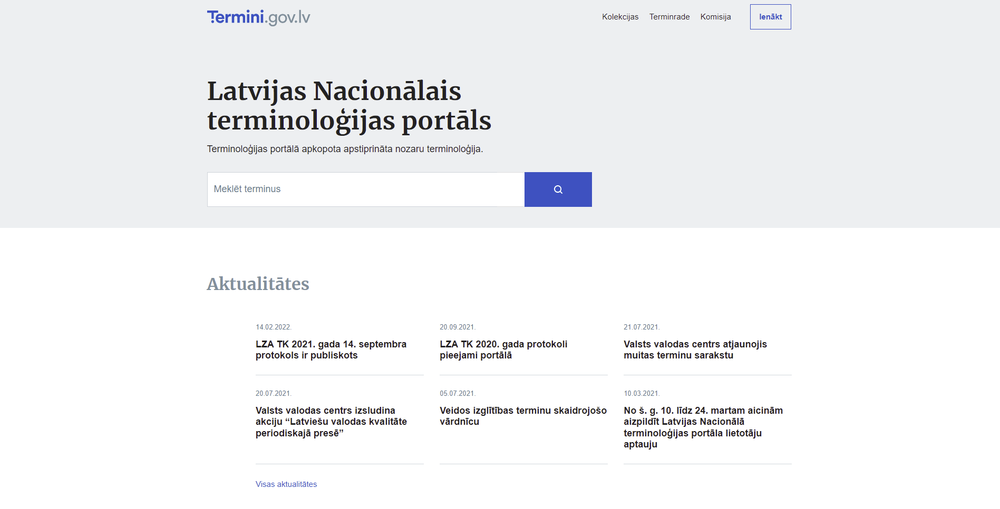 Termini.gov.lv
Kolekcijas
Terminrade
Komisija
Ienākt
Latvijas Nacionālais
terminoloģijas portāls
Terminoloģijas portālā apkopota apstiprināta nozaru terminoloģija.
Meklēt terminus
Aktualitātes
14.02.2022.
LZA TK 2021. gada 14. septembra
protokols ir publiskots
20.09.2021.
LZA TK 2020. gada protokoli
pieejami portālā
21.07.2021.
Valsts valodas centrs atjaunojis
muitas terminu sarakstu
20.07.2021.
Valsts valodas centrs izsludina
akciju “Latviešu valodas kvalitāte
periodiskajā presē”
05.07.2021.
Veidos izglītības terminu skaidrojošo
vārdnīcu
10.03.2021.
No š. g. 10. līdz 24. martam aicinām
aizpildīt Latvijas Nacionālā
terminoloģijas portāla lietotāju
aptauju
Visas aktualitātes